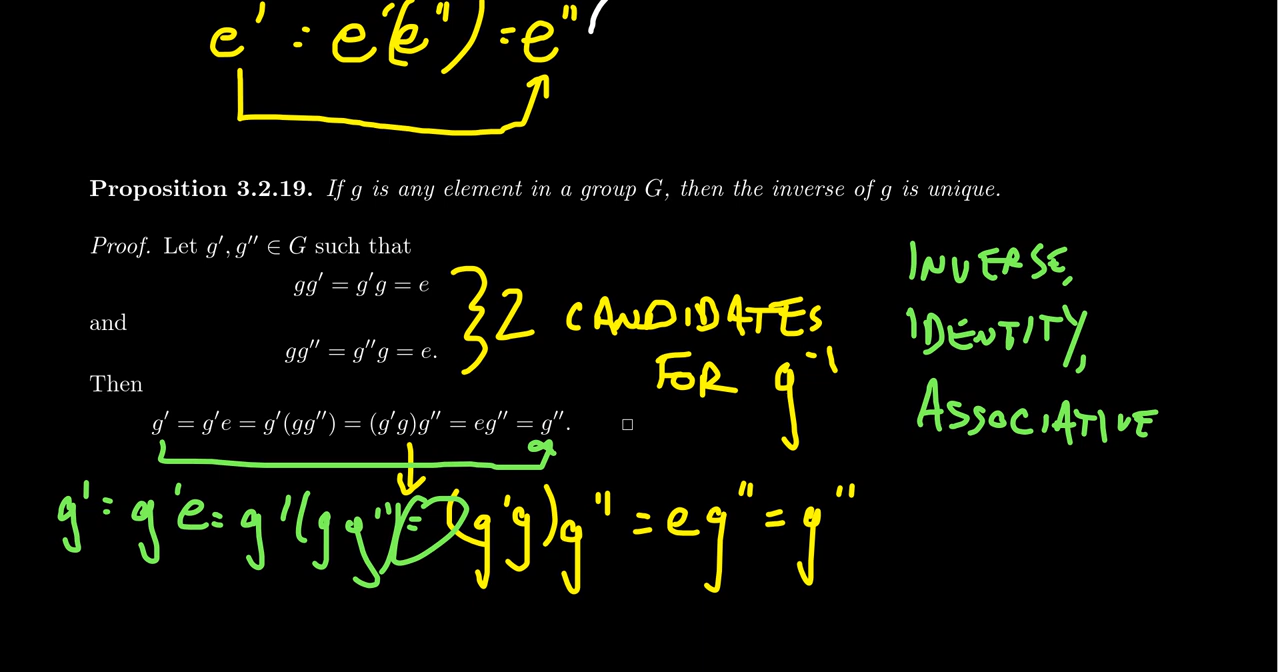 e' = e'(e'') = e''
Proposition 3.2.19. If g is any element in a group G, then the inverse of g is unique.
Proof. Let g', g'' ∈ G such that
gg' = g'g = e
and
gg'' = g''g = e.
Then
g' = g'e = g'(gg'') = (g'g)g'' = eg'' = g''. □
2 CANDIDATES
FOR g⁻¹
INVERSE,
IDENTITY,
ASSOCIATIVE
g' = g'e = g'(gg'') = (g'g)g'' = eg'' = g''